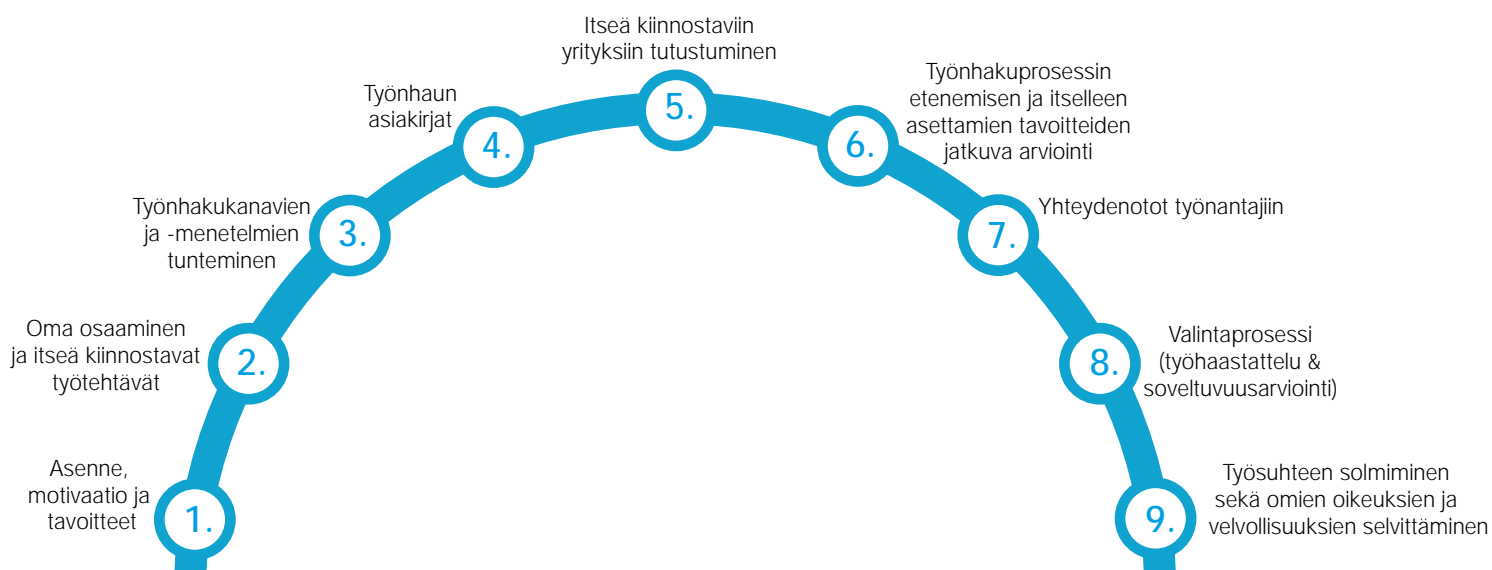 1.
Asenne,
motivaatio ja
tavoitteet
2.
Oma osaaminen
ja itseä kiinnostavat
työtehtävät
3.
Työnhakukanavien
ja -menetelmien
tunteminen
4.
Työnhaun
asiakirjat
5.
Itseä kiinnostaviin
yrityksiin tutustuminen
6.
Työnhakuprosessin
etenemisen ja itselleen
asettamien tavoitteiden
jatkuva arviointi
7.
Yhteydenotot työnantajiin
8.
Valintaprosessi
(työhaastattelu &
soveltuvuusarviointi)
9.
Työsuhteen solmiminen
sekä omien oikeuksien ja
velvollisuuksien selvittäminen